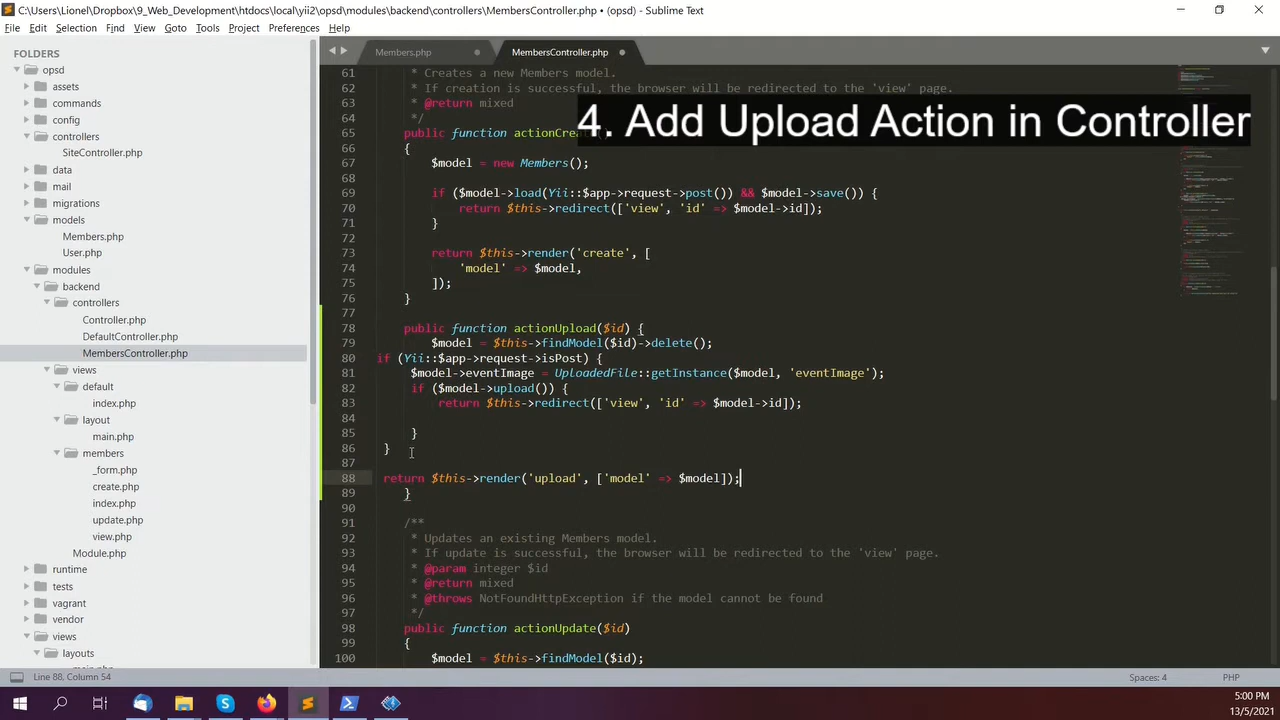 C:\Users\Lionel\Dropbox\9_Web_Development\htdocs\local\yii2\opsd\modules\backend\controllers\MembersController.php • (opsd) - Sublime Text
File Edit Selection Find View Goto Tools Project Preferences Help
FOLDERS
opsd
assets
commands
config
controllers
SiteController.php
data
mail
migrations
models
Members.php
User.php
modules
backend
controllers
Controller.php
DefaultController.php
MembersController.php
views
default
index.php
layout
main.php
members
_form.php
create.php
index.php
update.php
view.php
Module.php
runtime
tests
vagrant
vendor
views
layouts
Members.php
MembersController.php
4. Add Upload Action in Controller
61 * Creates a new Members model.
62 * If creation is successful, the browser will be redirected to the 'view' page.
63 * @return mixed
64 */
65 public function actionCrea
66 {
67 $model = new Members();
68
69 if ($model->load(Yii::$app->request->post()) && $model->save()) {
70 return $this->redirect(['view', 'id' => $model->id]);
71 }
72
73 return $this->render('create', [
74 'model' => $model,
75 ]);
76 }
77
78 public function actionUpload($id) {
79 $model = $this->findModel($id)->delete();
80 if (Yii::$app->request->isPost) {
81 $model->eventImage = UploadedFile::getInstance($model, 'eventImage');
82 if ($model->upload()) {
83 return $this->redirect(['view', 'id' => $model->id]);
84
85 }
86 }
87
88 return $this->render('upload', ['model' => $model]);
89 }
90
91 /**
92 * Updates an existing Members model.
93 * If update is successful, the browser will be redirected to the 'view' page.
94 * @param integer $id
95 * @return mixed
96 * @throws NotFoundHttpException if the model cannot be found
97 */
98 public function actionUpdate($id)
99 {
100 $model = $this->findModel($id);
Line 88, Column 54
Spaces: 4
PHP
5:00 PM
13/5/2021